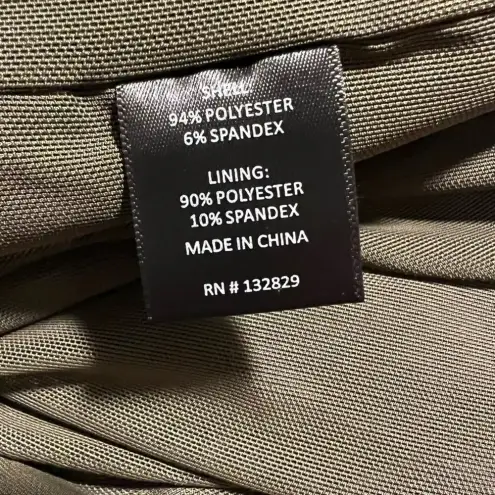 SHELL:
94% POLYESTER
6% SPANDEX
LINING:
90% POLYESTER
10% SPANDEX
MADE IN CHINA
RN # 132829